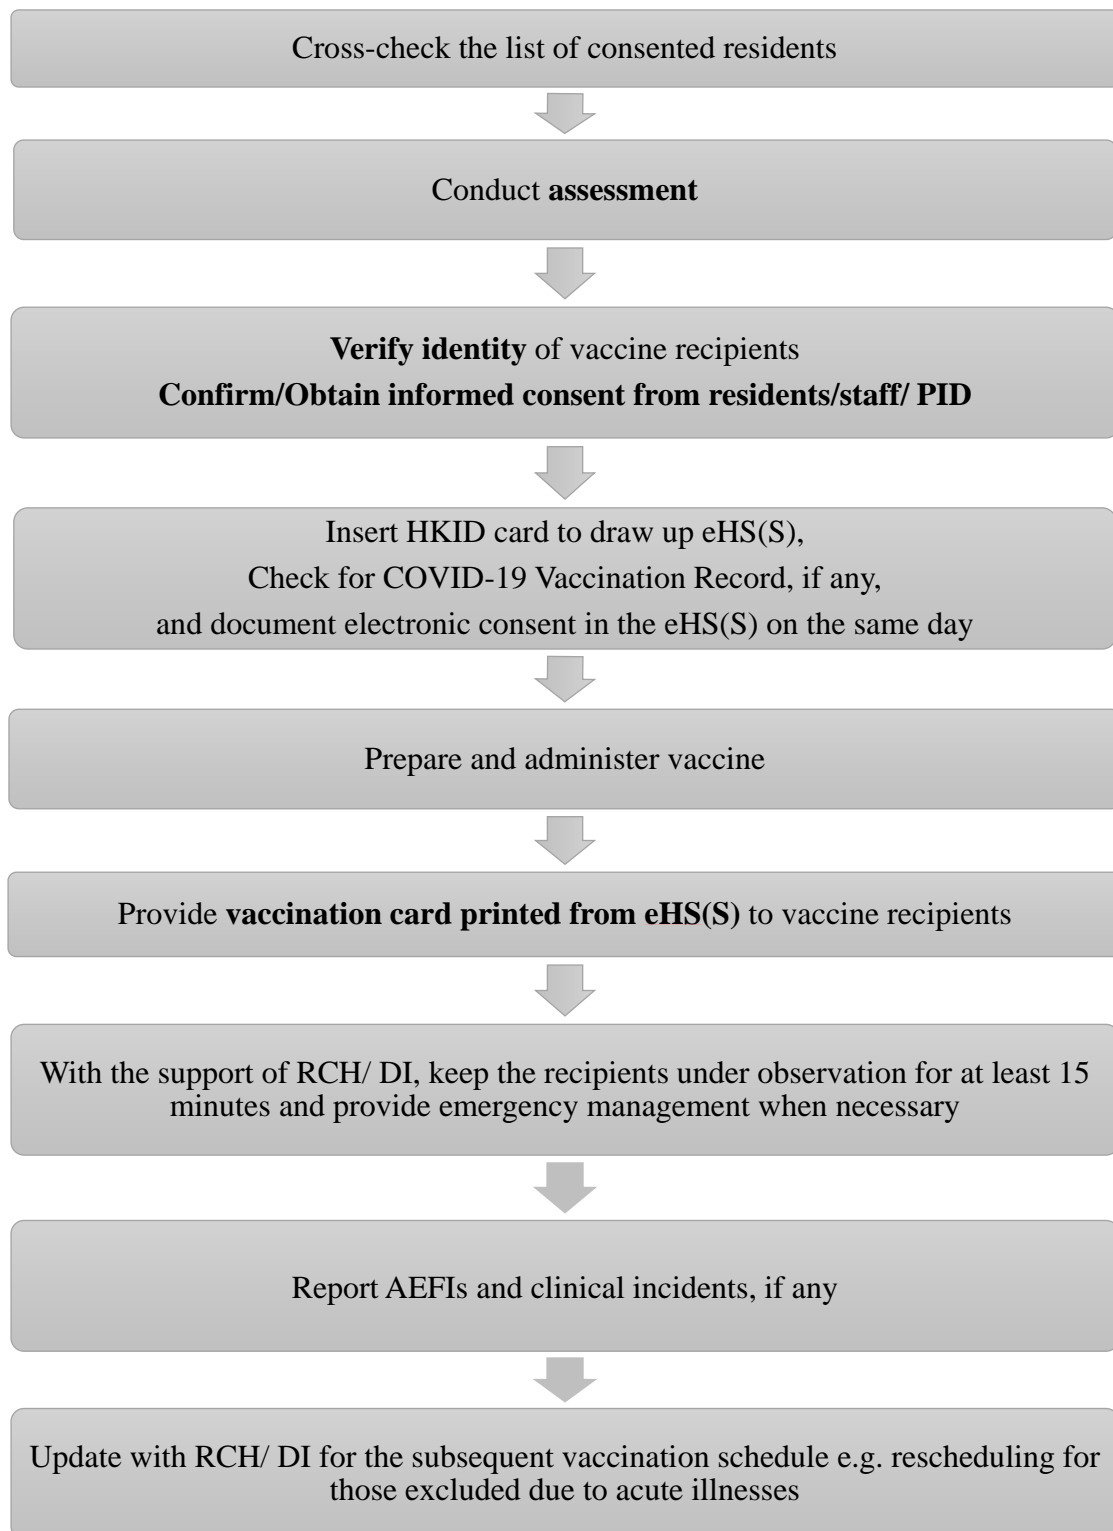 Cross-check the list of consented residents
Conduct assessment
Verify identity of vaccine recipients
Confirm/Obtain informed consent from residents/staff/ PID
Insert HKID card to draw up eHS(S),
Check for COVID-19 Vaccination Record, if any,
and document electronic consent in the eHS(S) on the same day
Prepare and administer vaccine
Provide vaccination card printed from eHS(S) to vaccine recipients
With the support of RCH/ DI, keep the recipients under observation for at least 15
minutes and provide emergency management when necessary
Report AEFIs and clinical incidents, if any
Update with RCH/ DI for the subsequent vaccination schedule e.g. rescheduling for
those excluded due to acute illnesses